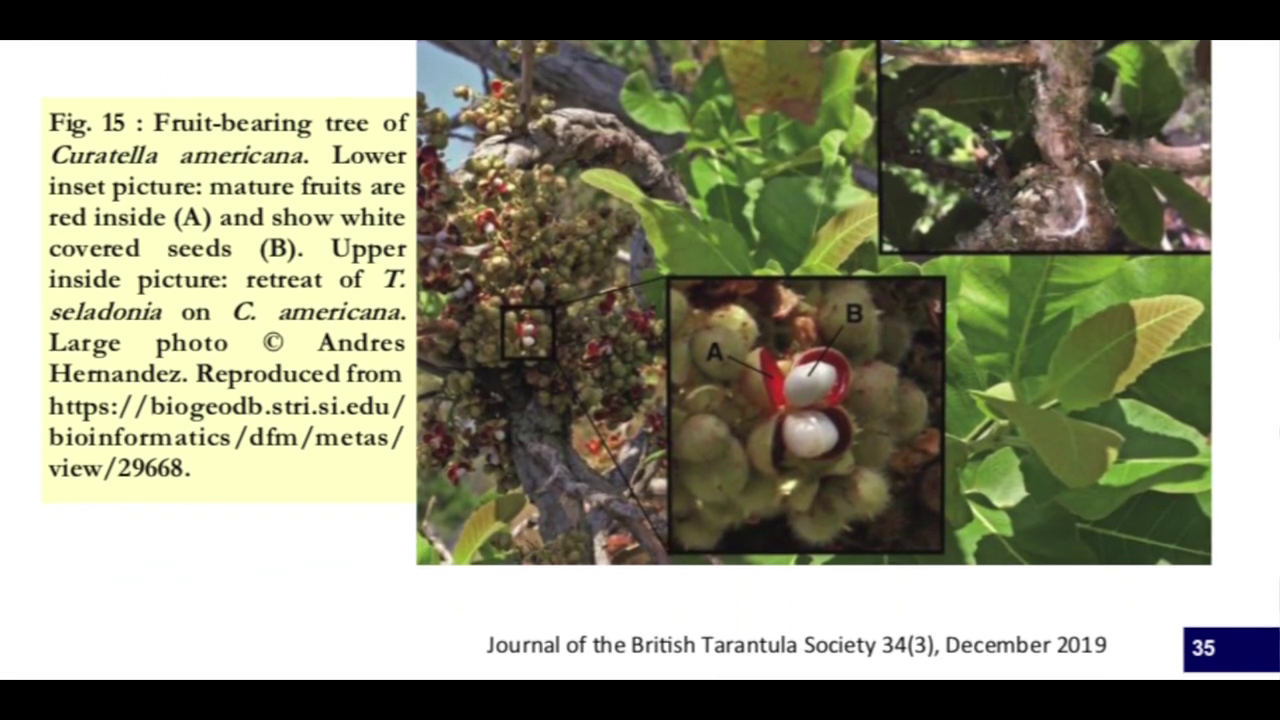 Fig. 15 : Fruit-bearing tree of
Curatella americana. Lower
inset picture: mature fruits are
red inside (A) and show white
covered seeds (B). Upper
inside picture: retreat of T.
seladonia on C. americana.
Large photo © Andres
Hernandez. Reproduced from
https://biogeodb.stri.si.edu/
bioinformatics/dfm/metas/
view/29668.
A
B
Journal of the British Tarantula Society 34(3), December 2019
35